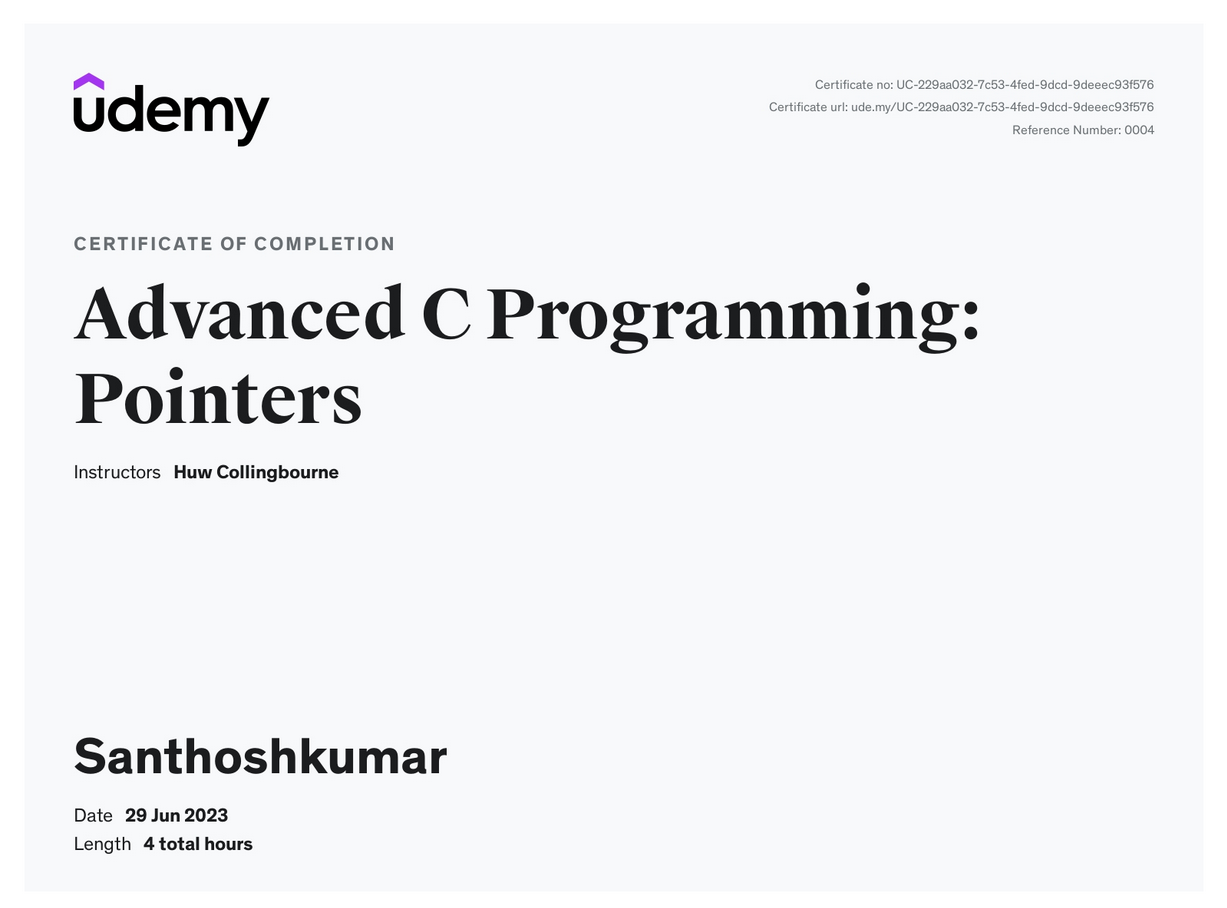 udemy
Certificate no: UC-229aa032-7c53-4fed-9dcd-9deeec93f576
Certificate url: ude.my/UC-229aa032-7c53-4fed-9dcd-9deeec93f576
Reference Number: 0004
CERTIFICATE OF COMPLETION
Advanced C Programming:
Pointers
Instructors Huw Collingbourne
Santhoshkumar
Date 29 Jun 2023
Length 4 total hours